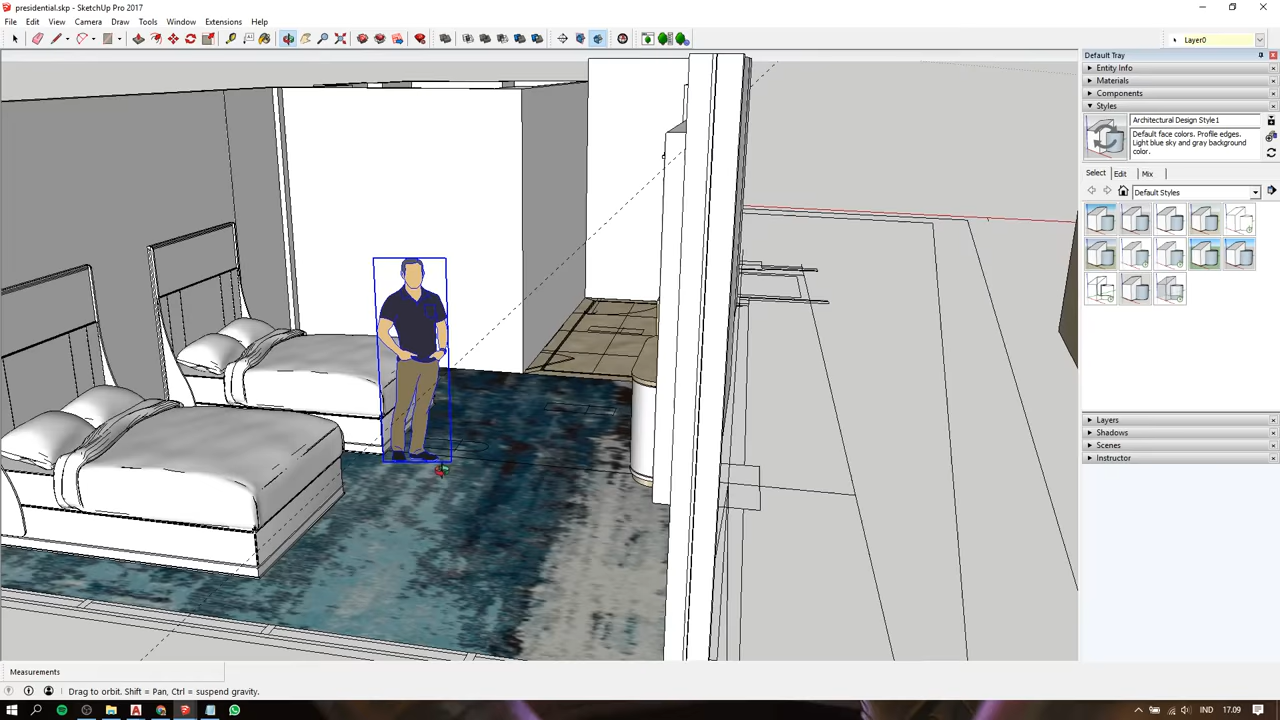 presidential.skp - SketchUp Pro 2017
File Edit View Camera Draw Tools Window Extensions Help
Layer0
Default Tray
Entity Info
Materials
Components
Styles
Architectural Design Style1
Default face colors. Profile edges.
Light blue sky and gray background
color.
Select Edit Mix
Default Styles
Layers
Shadows
Scenes
Instructor
Measurements
Drag to orbit. Shift = Pan, Ctrl = suspend gravity.
IND 17.09